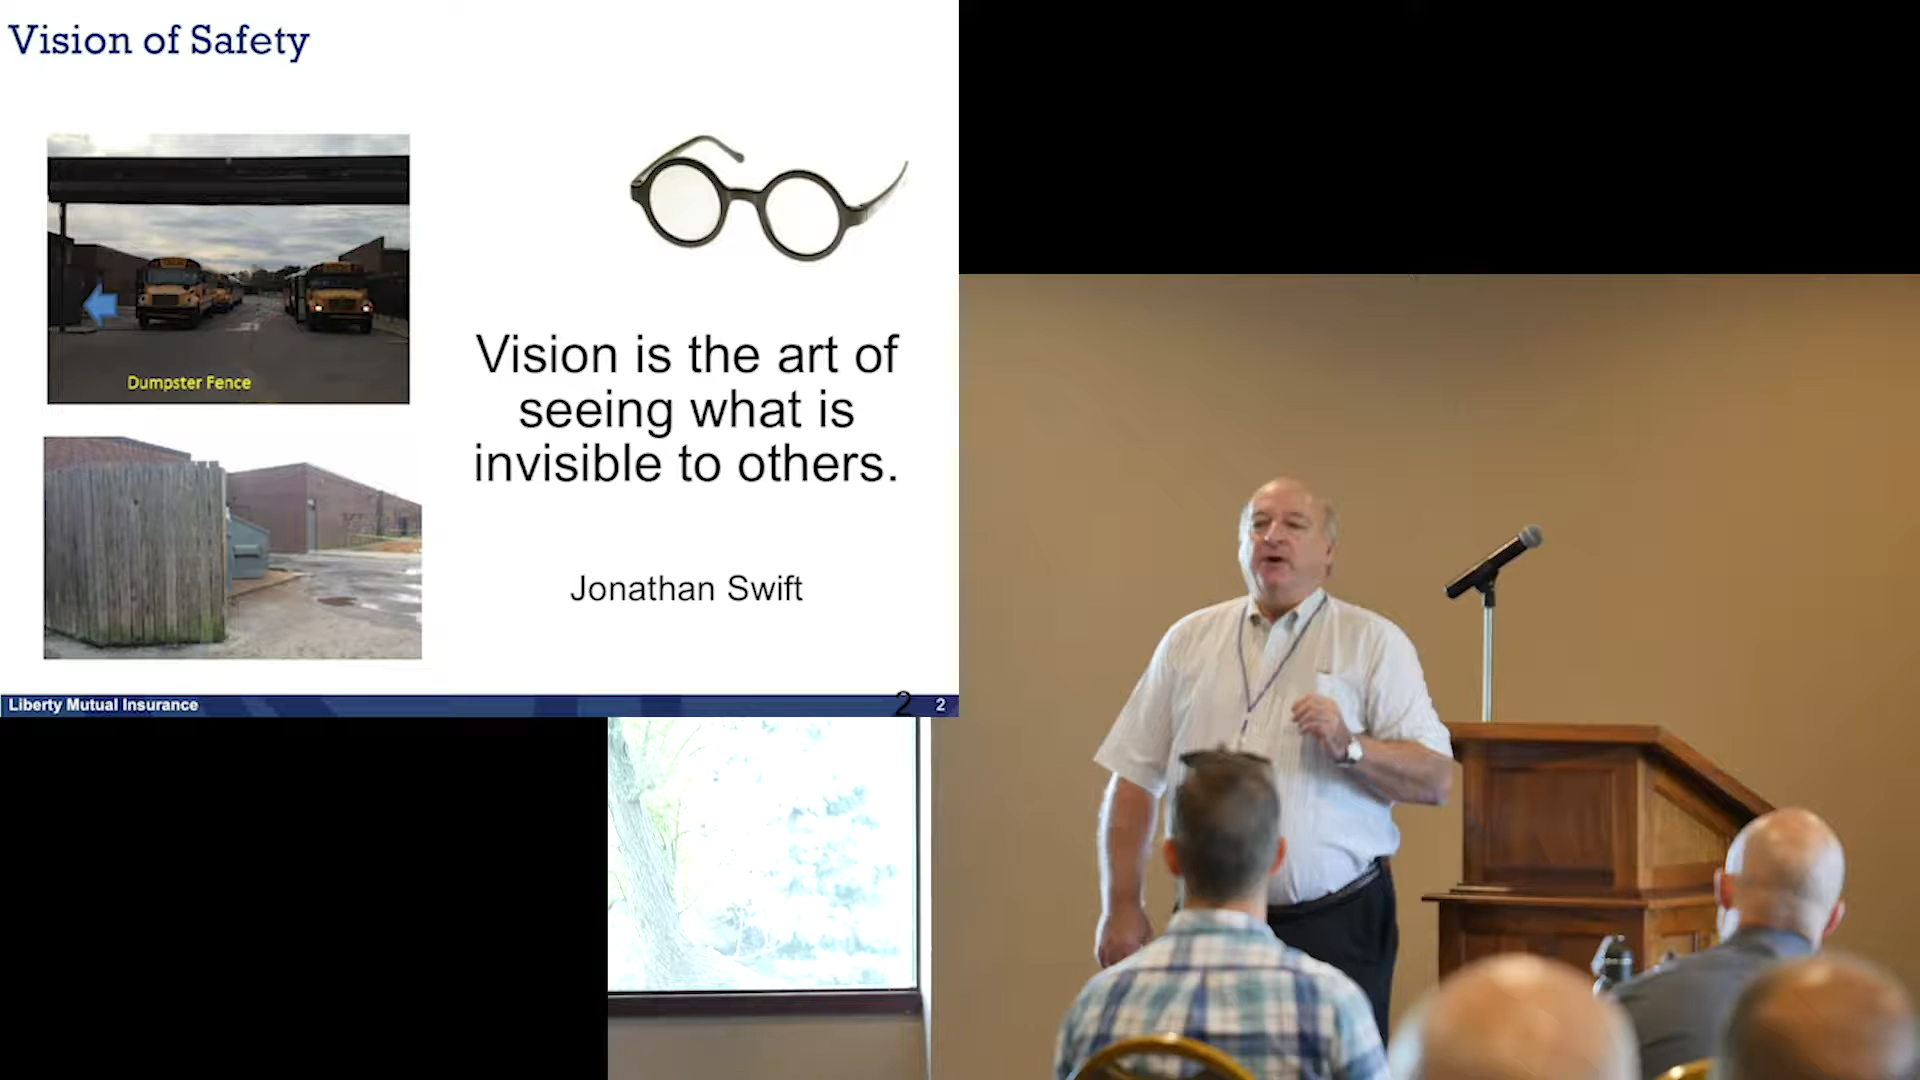 Vision of Safety
Dumpster Fence
Vision is the art of
seeing what is
invisible to others.
Jonathan Swift
Liberty Mutual Insurance
2
2